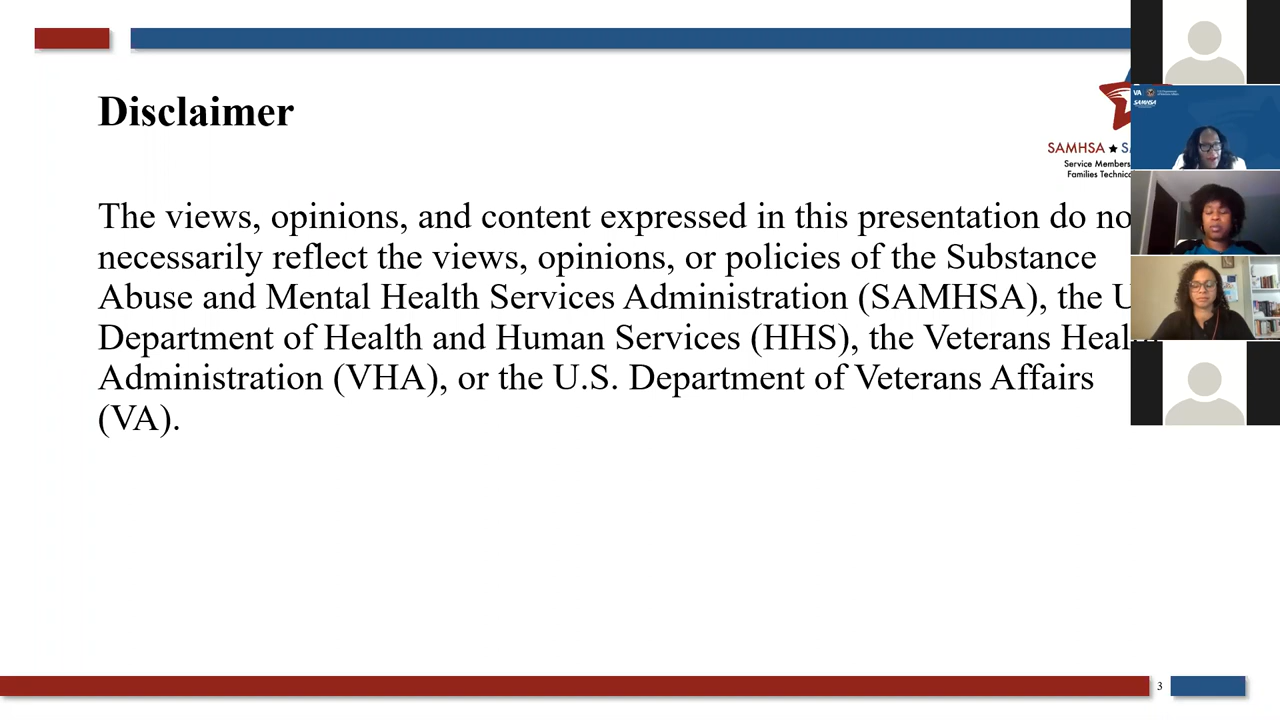 Disclaimer
SAMHSA
Service Members
Families Technic
The views, opinions, and content expressed in this presentation do no
necessarily reflect the views, opinions, or policies of the Substance
Abuse and Mental Health Services Administration (SAMHSA), the U
Department of Health and Human Services (HHS), the Veterans Heal
Administration (VHA), or the U.S. Department of Veterans Affairs
(VA).
VA
SAMHSA
3